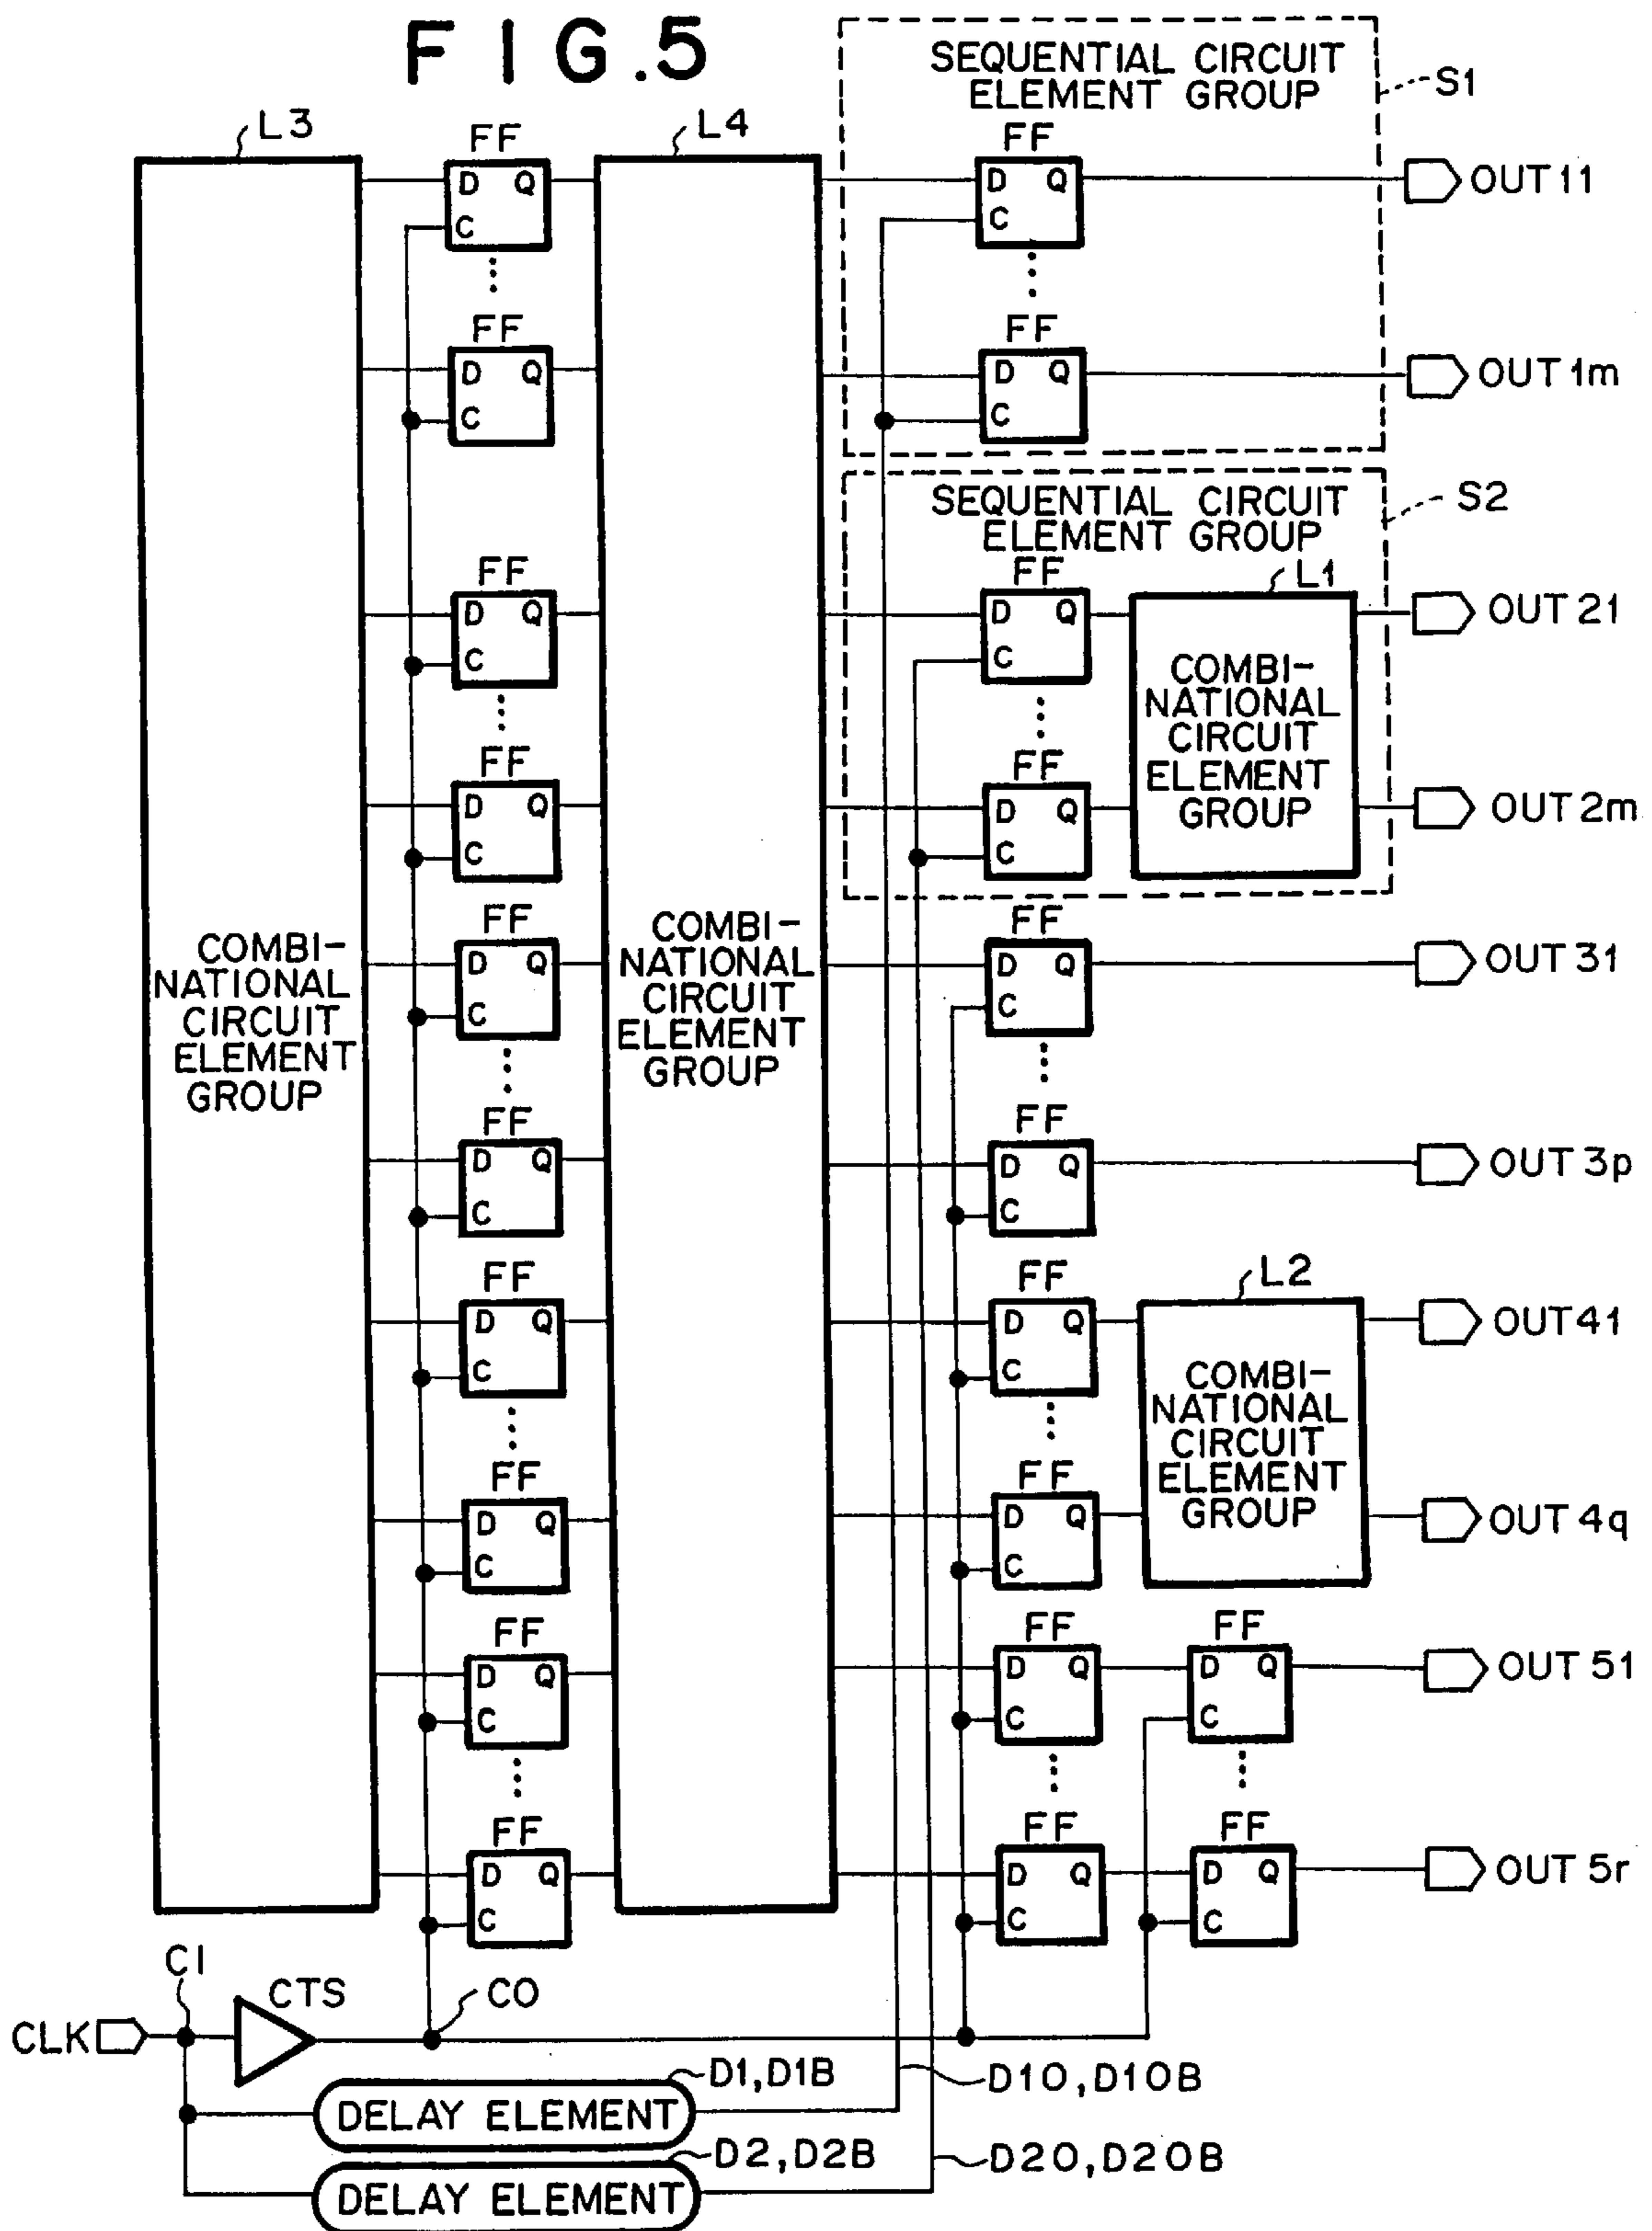 FIG.5
SEQUENTIAL CIRCUIT
ELEMENT GROUP
S1
L3
FF
L4
FF
D Q
C
D Q
C
OUT 11
FF
FF
D Q
C
D Q
C
OUT 1m
SEQUENTIAL CIRCUIT
ELEMENT GROUP
S2
FF
FF
L1
D Q
C
D Q
C
OUT 21
COMBI-
NATIONAL
CIRCUIT
ELEMENT
GROUP
FF
FF
D Q
C
D Q
C
OUT 2m
COMBI-
NATIONAL
CIRCUIT
ELEMENT
GROUP
COMBI-
NATIONAL
CIRCUIT
ELEMENT
GROUP
FF
FF
D Q
C
D Q
C
OUT 31
FF
FF
D Q
C
D Q
C
OUT 3p
FF
FF
L2
D Q
C
D Q
C
OUT 41
COMBI-
NATIONAL
CIRCUIT
ELEMENT
GROUP
FF
FF
D Q
C
D Q
C
OUT 4q
FF
FF
FF
D Q
C
D Q
C
D Q
C
OUT 51
FF
FF
FF
D Q
C
D Q
C
D Q
C
OUT 5r
CI
CTS
CO
CLK
D1,D1B
D1O,D1OB
DELAY ELEMENT
D2,D2B
D2O,D2OB
DELAY ELEMENT